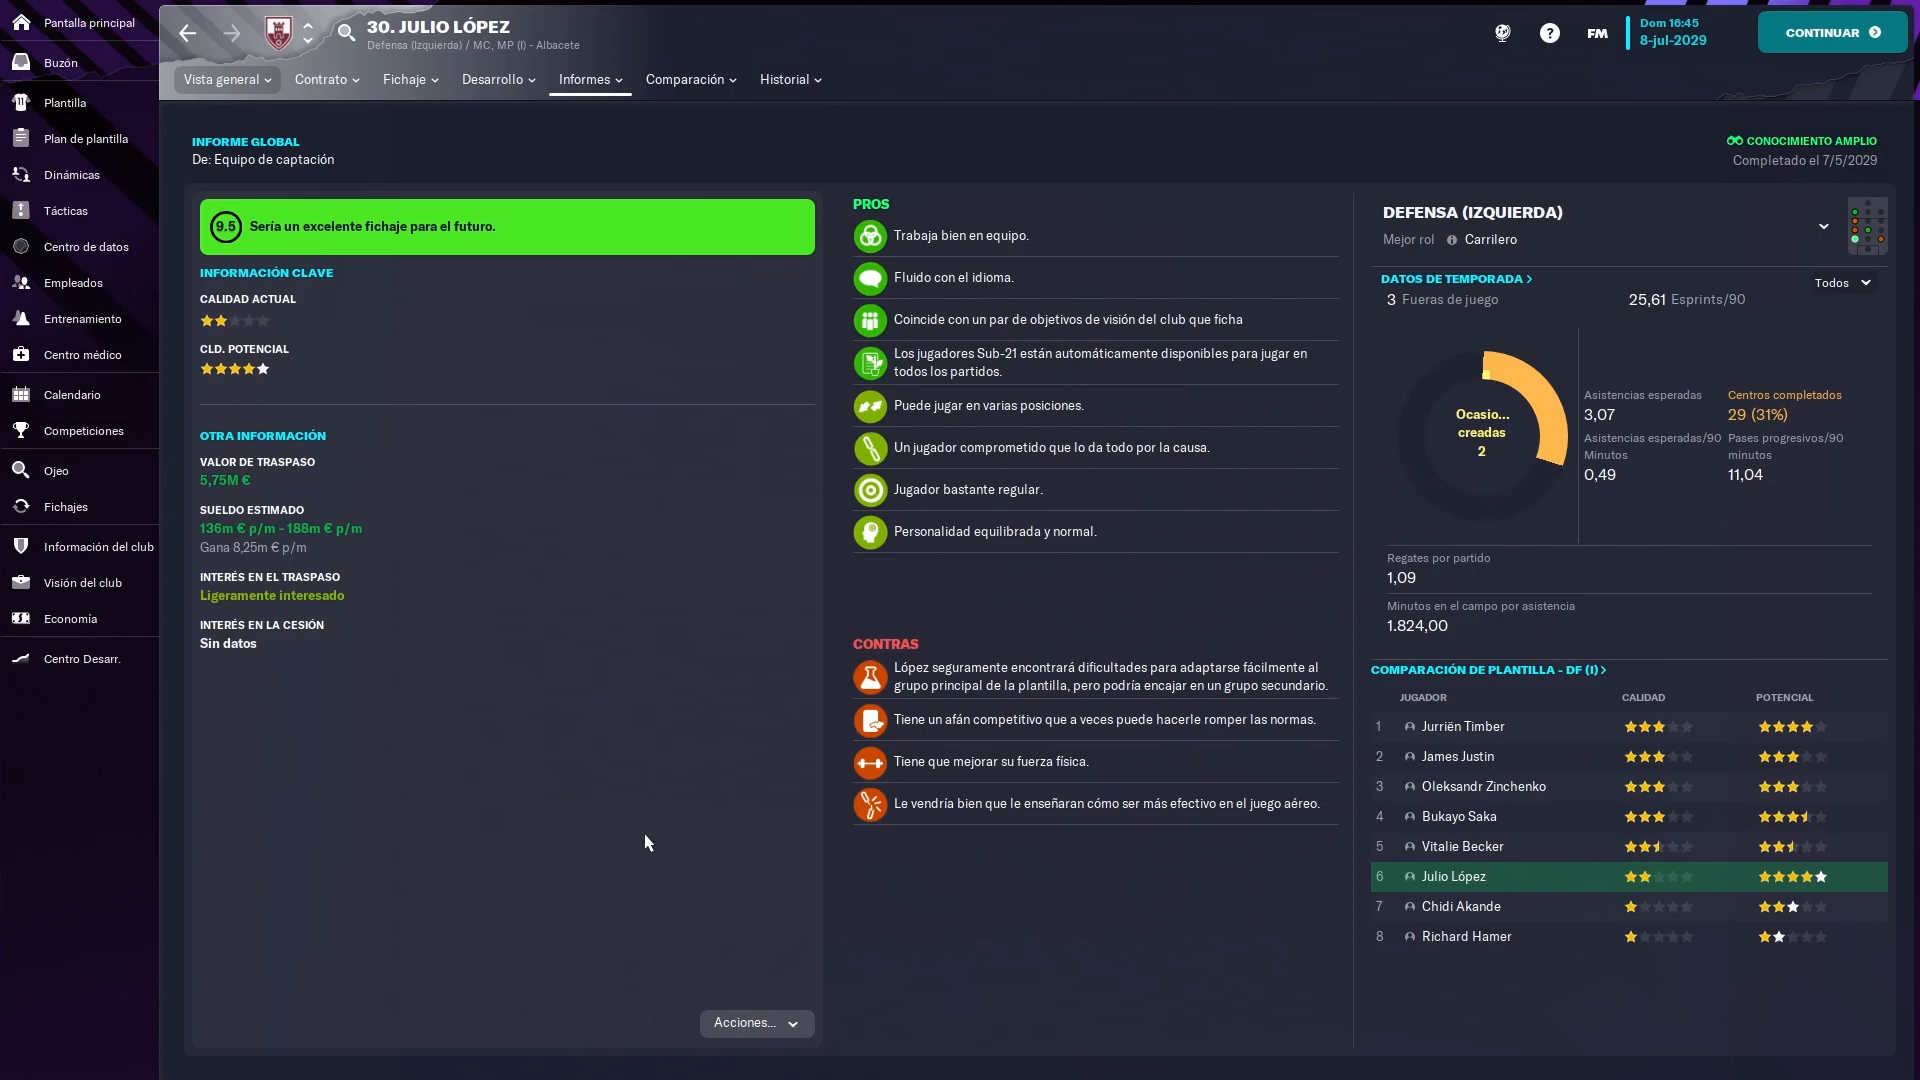 Pantalla principal
Buzón
Plantilla
Plan de plantilla
Dinámicas
Tácticas
Centro de datos
Empleados
Entrenamiento
Centro médico
Calendario
Competiciones
Ojeo
Fichajes
Información del club
Visión del club
Economía
Centro Desarr.
30. JULIO LÓPEZ
Defensa (Izquierda) / MC, MP (I) - Albacete
?
FM
Dom 16:45
8-jul-2029
CONTINUAR
Vista general
Contrato
Fichaje
Desarrollo
Informes
Comparación
Historial
INFORME GLOBAL
De: Equipo de captación
CONOCIMIENTO AMPLIO
Completado el 7/5/2029
9.5 Sería un excelente fichaje para el futuro.
INFORMACIÓN CLAVE
CALIDAD ACTUAL
CLD. POTENCIAL
OTRA INFORMACIÓN
VALOR DE TRASPASO
5,75M €
SUELDO ESTIMADO
136m € p/m - 188m € p/m
Gana 8,25m € p/m
INTERÉS EN EL TRASPASO
Ligeramente interesado
INTERÉS EN LA CESIÓN
Sin datos
Acciones...
PROS
Trabaja bien en equipo.
Fluido con el idioma.
Coincide con un par de objetivos de visión del club que ficha
Los jugadores Sub-21 están automáticamente disponibles para jugar en
todos los partidos.
Puede jugar en varias posiciones.
Un jugador comprometido que lo da todo por la causa.
Jugador bastante regular.
Personalidad equilibrada y normal.
CONTRAS
López seguramente encontrará dificultades para adaptarse fácilmente al
grupo principal de la plantilla, pero podría encajar en un grupo secundario.
Tiene un afán competitivo que a veces puede hacerle romper las normas.
Tiene que mejorar su fuerza física.
Le vendría bien que le enseñaran cómo ser más efectivo en el juego aéreo.
DEFENSA (IZQUIERDA)
Mejor rol Carrilero
DATOS DE TEMPORADA
Todos
3 Fueras de juego
25,61 Esprints/90
Ocasio...
creadas
2
Asistencias esperadas
3,07
Centros completados
29 (31%)
Asistencias esperadas/90
Minutos
0,49
Pases progresivos/90
minutos
11,04
Regates por partido
1,09
Minutos en el campo por asistencia
1.824,00
COMPARACIÓN DE PLANTILLA - DF (I)
JUGADOR CALIDAD POTENCIAL
1 Jurriën Timber
2 James Justin
3 Oleksandr Zinchenko
4 Bukayo Saka
5 Vitalie Becker
6 Julio López
7 Chidi Akande
8 Richard Hamer